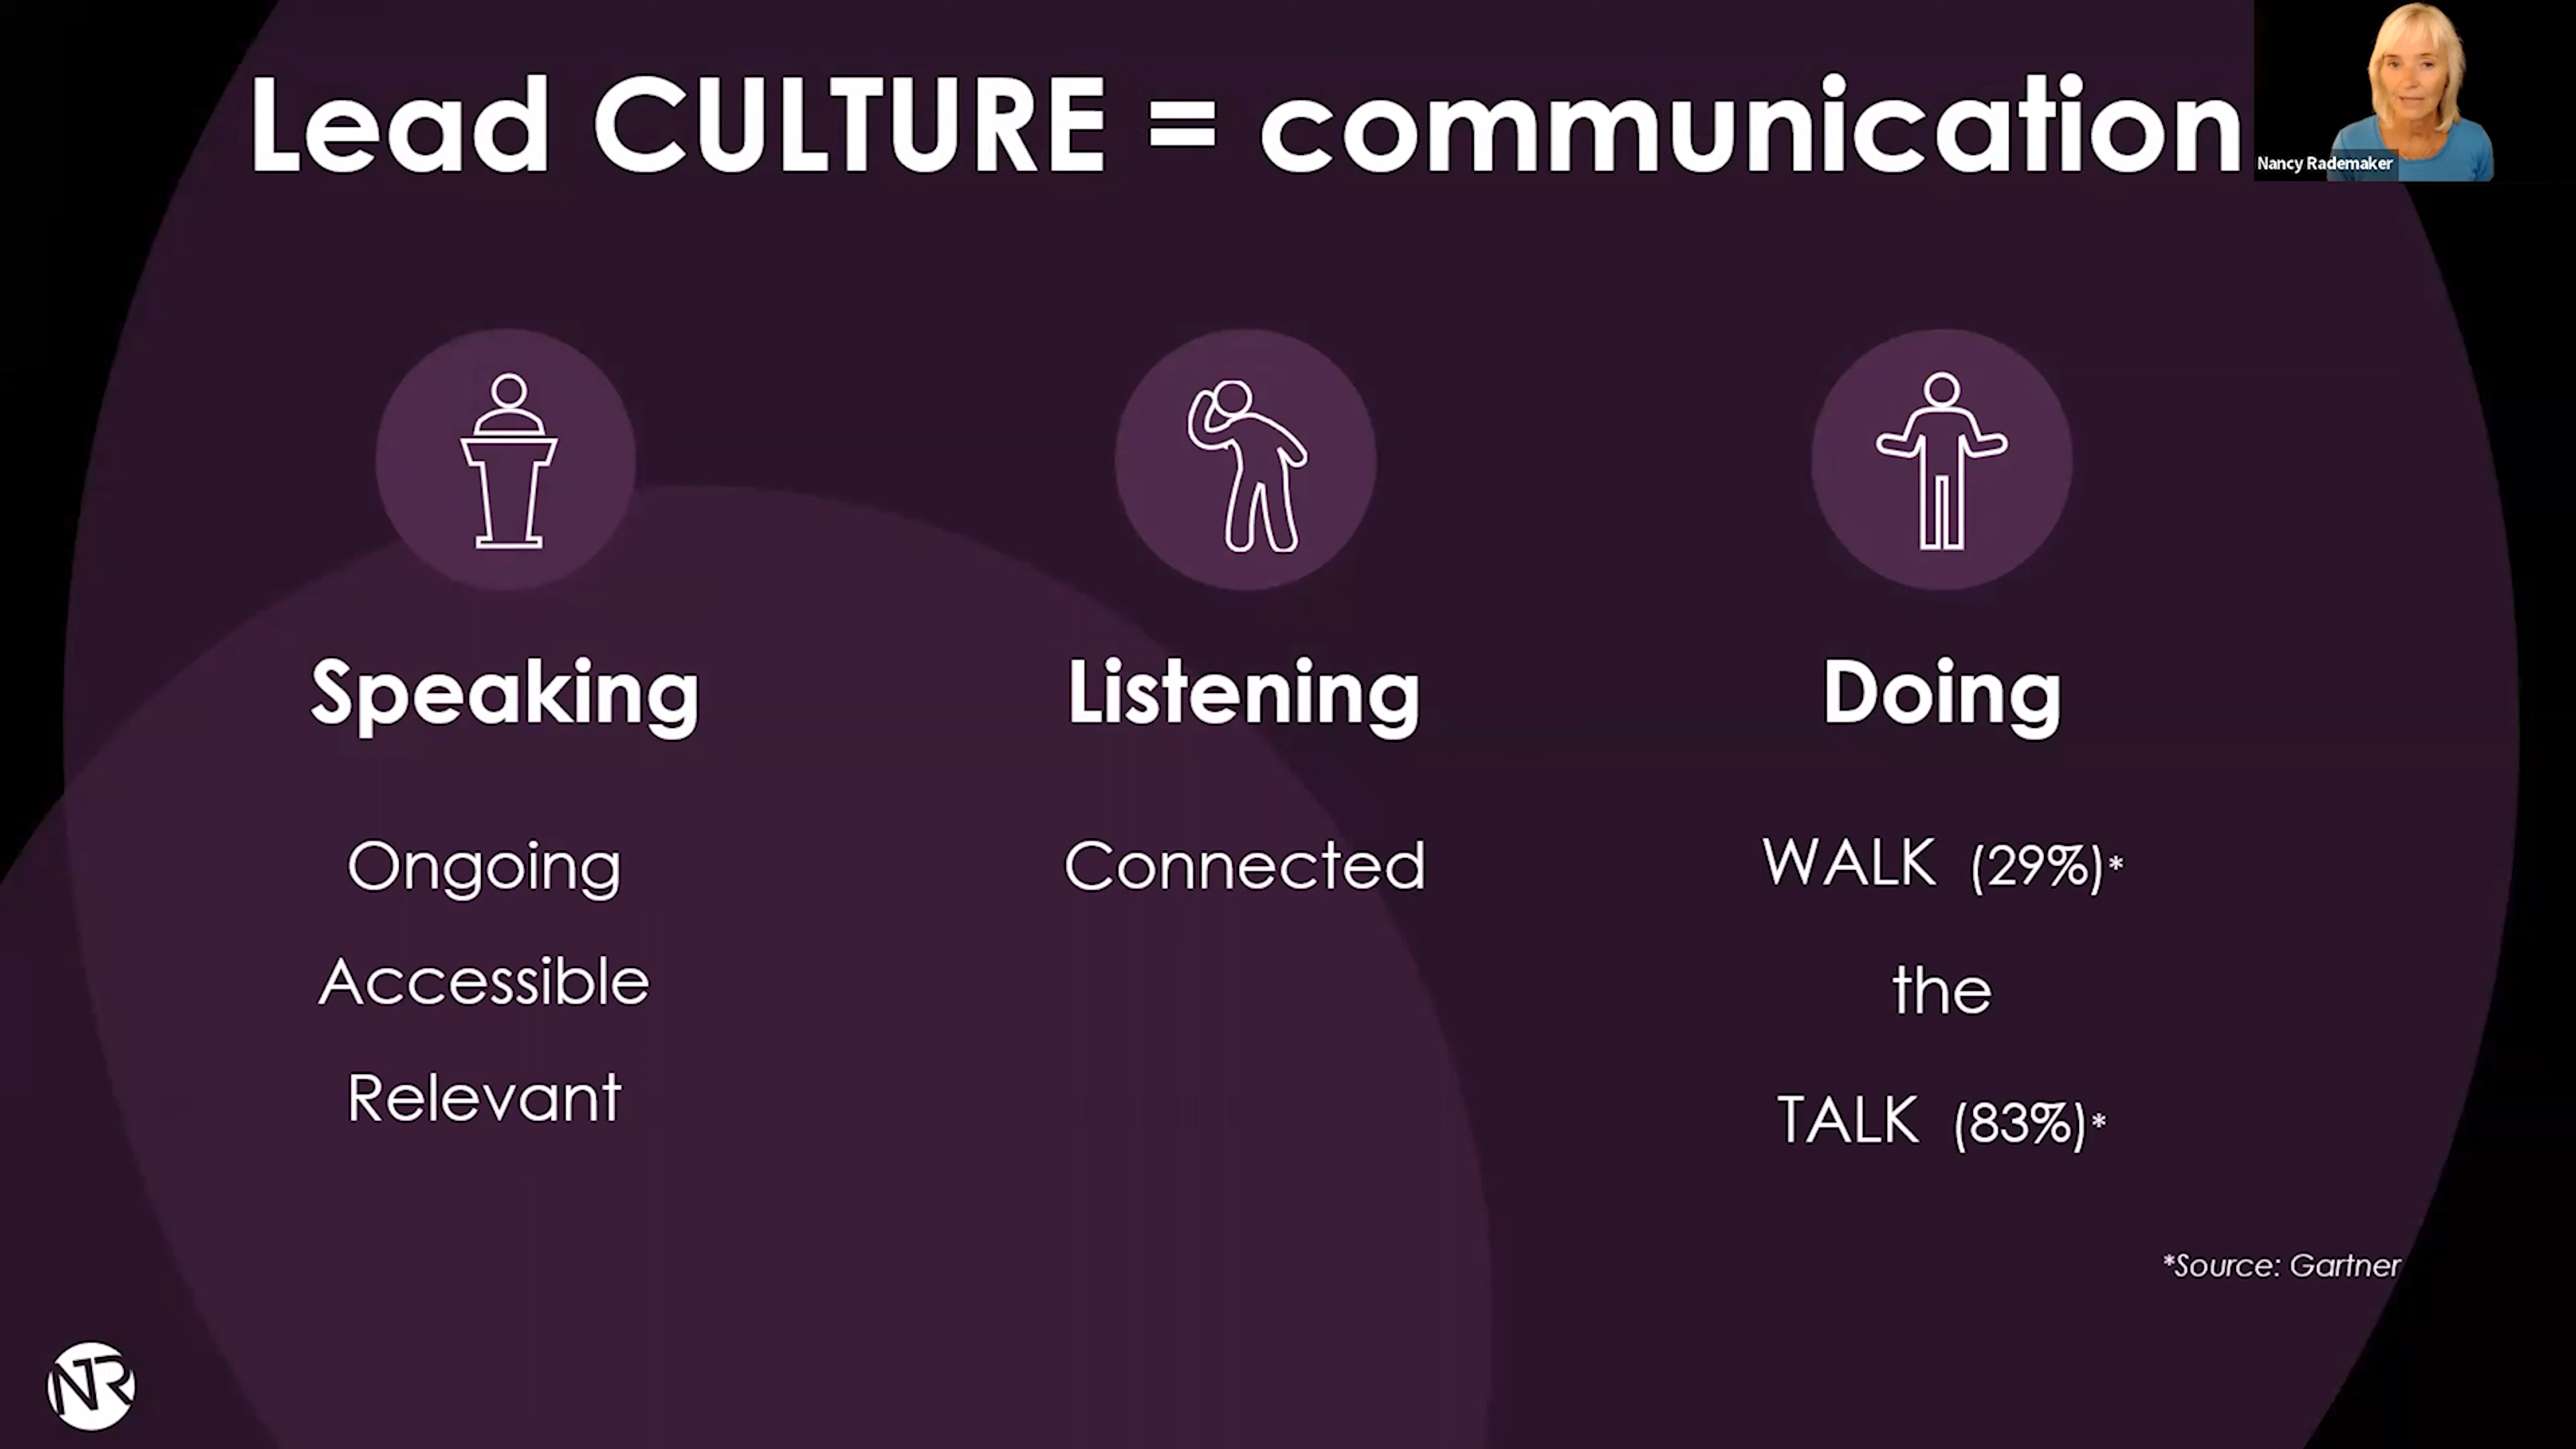 Lead CULTURE = communication
Nancy Rademaker
Speaking
Ongoing
Accessible
Relevant
Listening
Connected
Doing
WALK (29%)*
the
TALK (83%)*
*Source: Gartner
NR